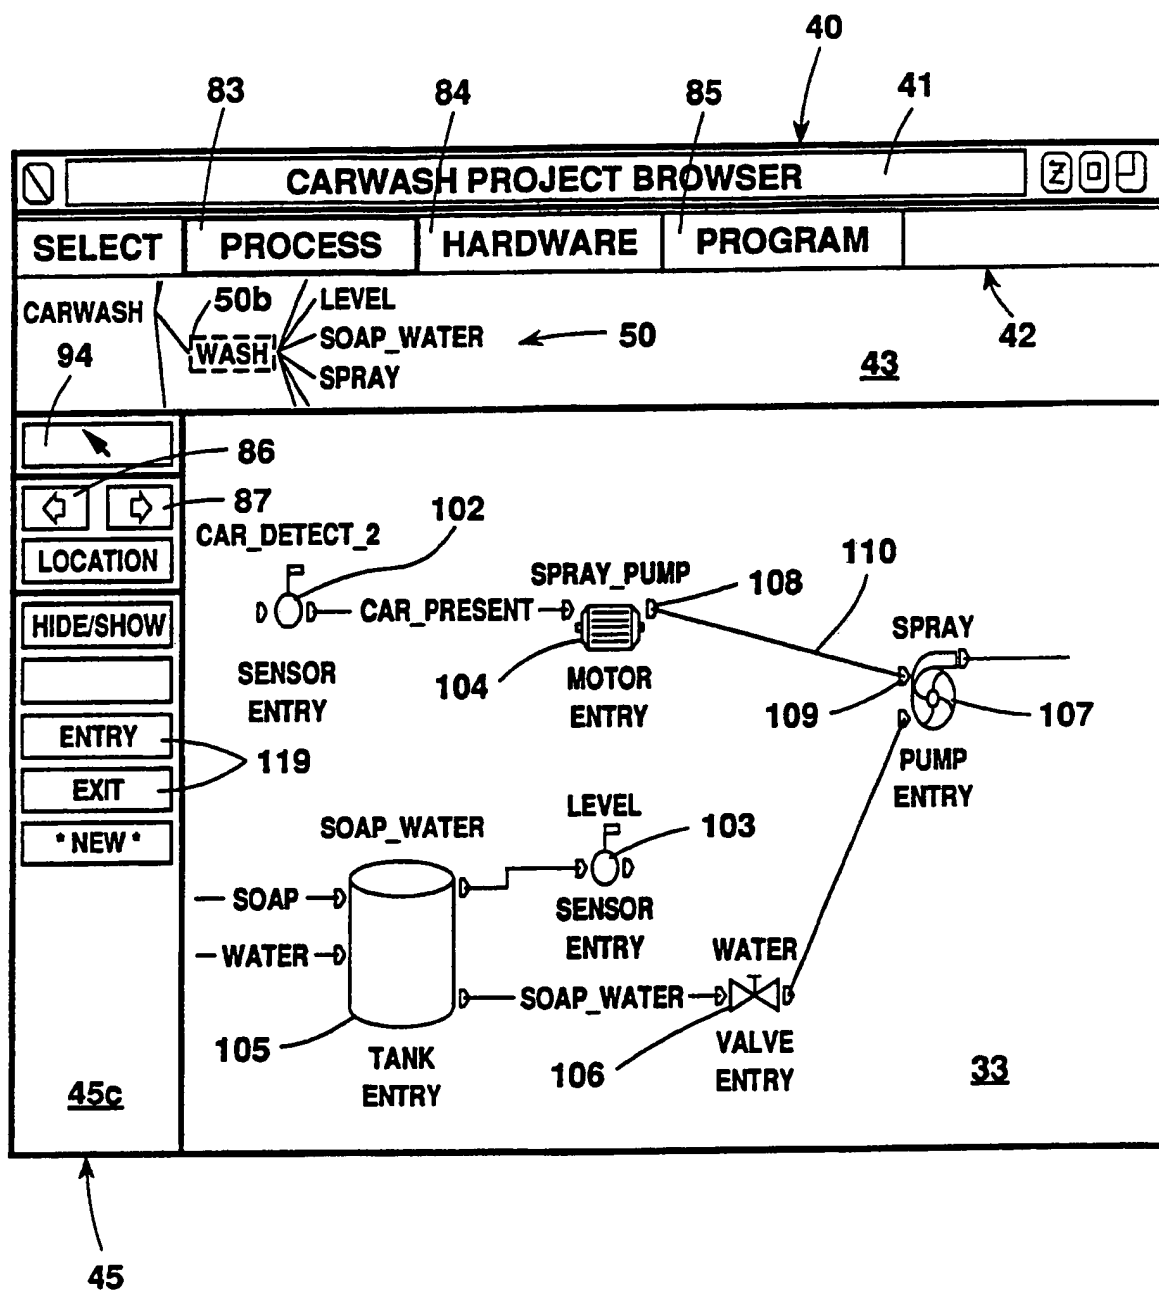 40
83
84
85
41
CARWASH PROJECT BROWSER
Z
SELECT
PROCESS
HARDWARE
PROGRAM
CARWASH
50b
LEVEL
WASH
SOAP_WATER
50
42
94
SPRAY
43
86
87
102
CAR_DETECT_2
LOCATION
SPRAY_PUMP
108
110
CAR_PRESENT
HIDE/SHOW
SPRAY
SENSOR
ENTRY
104
MOTOR
ENTRY
109
107
ENTRY
119
EXIT
PUMP
ENTRY
* NEW *
SOAP_WATER
LEVEL
103
SOAP
SENSOR
ENTRY
WATER
WATER
SOAP_WATER
105
TANK
ENTRY
106
VALVE
ENTRY
33
45c
45